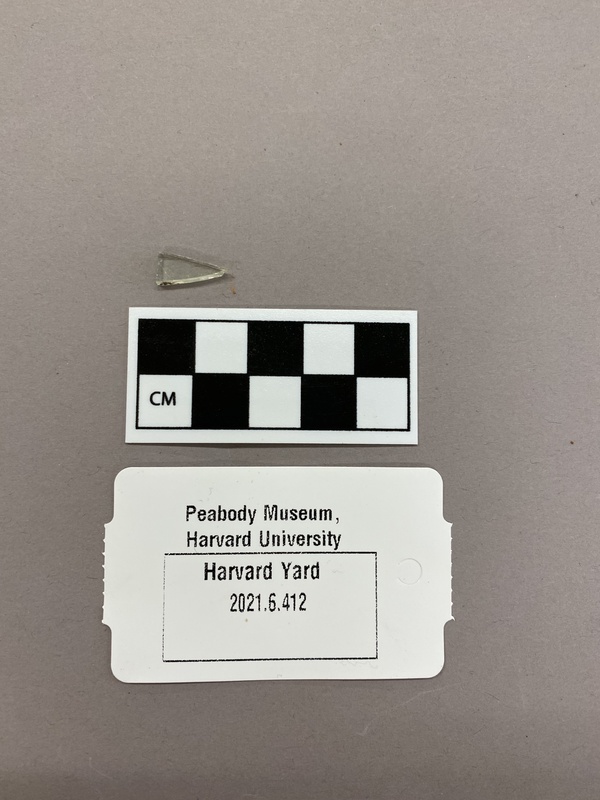 CM
Peabody Museum,
Harvard University
Harvard Yard
2021.6.412